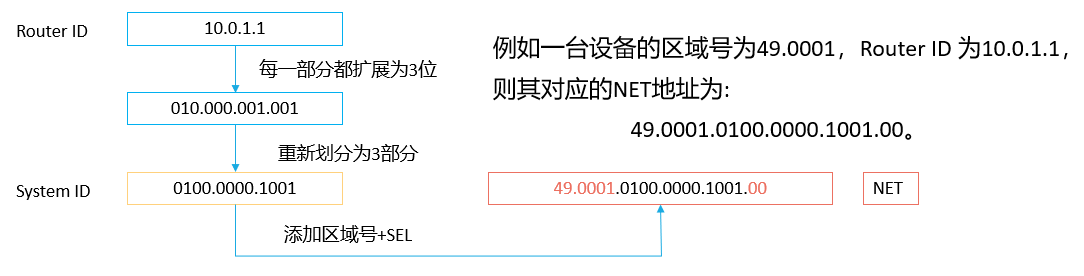 Router ID
10.0.1.1
每一部分都扩展为3位
010.000.001.001
重新划分为3部分
System ID
0100.0000.1001
添加区域号+SEL
例如一台设备的区域号为49.0001，Router ID 为10.0.1.1，
则其对应的NET地址为:
49.0001.0100.0000.1001.00。
49.0001.0100.0000.1001.00
NET